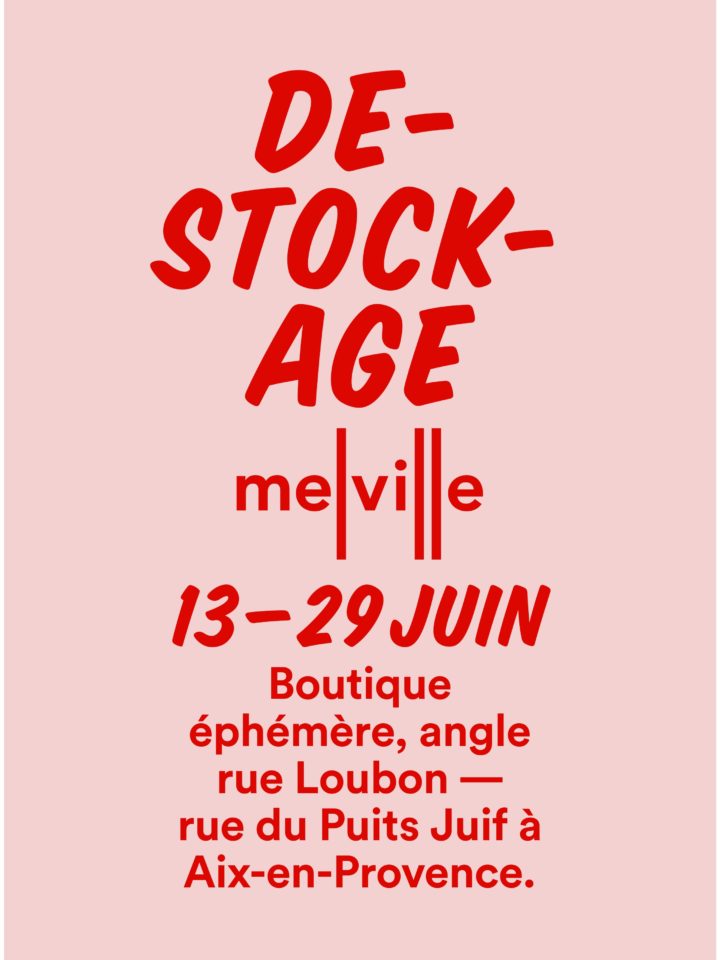 DE-
STOCK-
AGE
melville
13–29 JUIN
Boutique
éphémère, angle
rue Loubon —
rue du Puits Juif à
Aix-en-Provence.